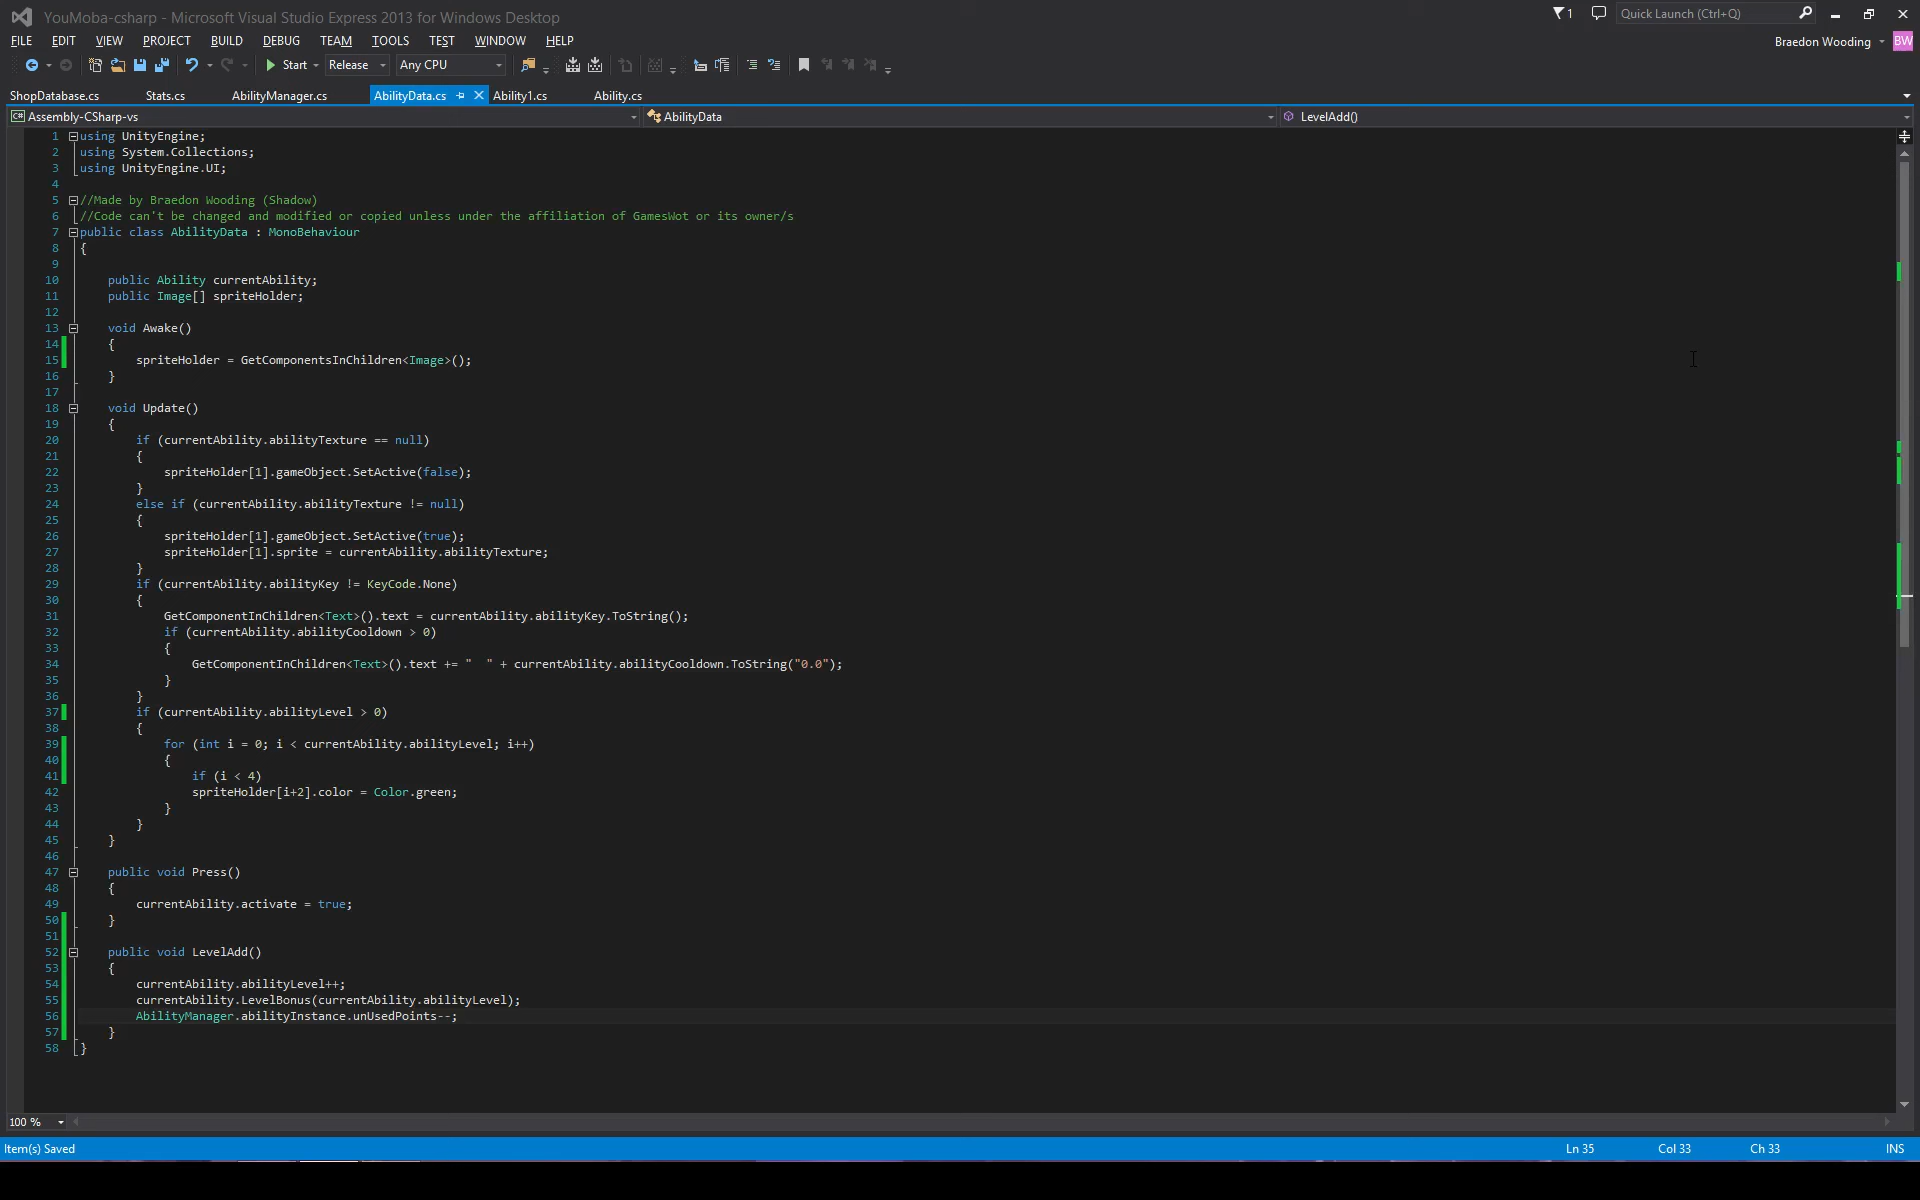 YouMoba-csharp - Microsoft Visual Studio Express 2013 for Windows Desktop
1
Quick Launch (Ctrl+Q)
FILE EDIT VIEW PROJECT BUILD DEBUG TEAM TOOLS TEST WINDOW HELP
Braedon Wooding BW
Start Release Any CPU
ShopDatabase.cs Stats.cs AbilityManager.cs AbilityData.cs Ability1.cs Ability.cs
C# Assembly-CSharp-vs AbilityData LevelAdd()
1 using UnityEngine;
2 using System.Collections;
3 using UnityEngine.UI;
4
5 //Made by Braedon Wooding (Shadow)
6 //Code can't be changed and modified or copied unless under the affiliation of GamesWot or its owner/s
7 public class AbilityData : MonoBehaviour
8 {
9
10 public Ability currentAbility;
11 public Image[] spriteHolder;
12
13 void Awake()
14 {
15 spriteHolder = GetComponentsInChildren<Image>();
16 }
17
18 void Update()
19 {
20 if (currentAbility.abilityTexture == null)
21 {
22 spriteHolder[1].gameObject.SetActive(false);
23 }
24 else if (currentAbility.abilityTexture != null)
25 {
26 spriteHolder[1].gameObject.SetActive(true);
27 spriteHolder[1].sprite = currentAbility.abilityTexture;
28 }
29 if (currentAbility.abilityKey != KeyCode.None)
30 {
31 GetComponentInChildren<Text>().text = currentAbility.abilityKey.ToString();
32 if (currentAbility.abilityCooldown > 0)
33 {
34 GetComponentInChildren<Text>().text += "  " + currentAbility.abilityCooldown.ToString("0.0");
35 }
36 }
37 if (currentAbility.abilityLevel > 0)
38 {
39 for (int i = 0; i < currentAbility.abilityLevel; i++)
40 {
41 if (i < 4)
42 spriteHolder[i+2].color = Color.green;
43 }
44 }
45 }
46
47 public void Press()
48 {
49 currentAbility.activate = true;
50 }
51
52 public void LevelAdd()
53 {
54 currentAbility.abilityLevel++;
55 currentAbility.LevelBonus(currentAbility.abilityLevel);
56 AbilityManager.abilityInstance.unUsedPoints--;
57 }
58 }
100 %
Item(s) Saved Ln 35 Col 33 Ch 33 INS